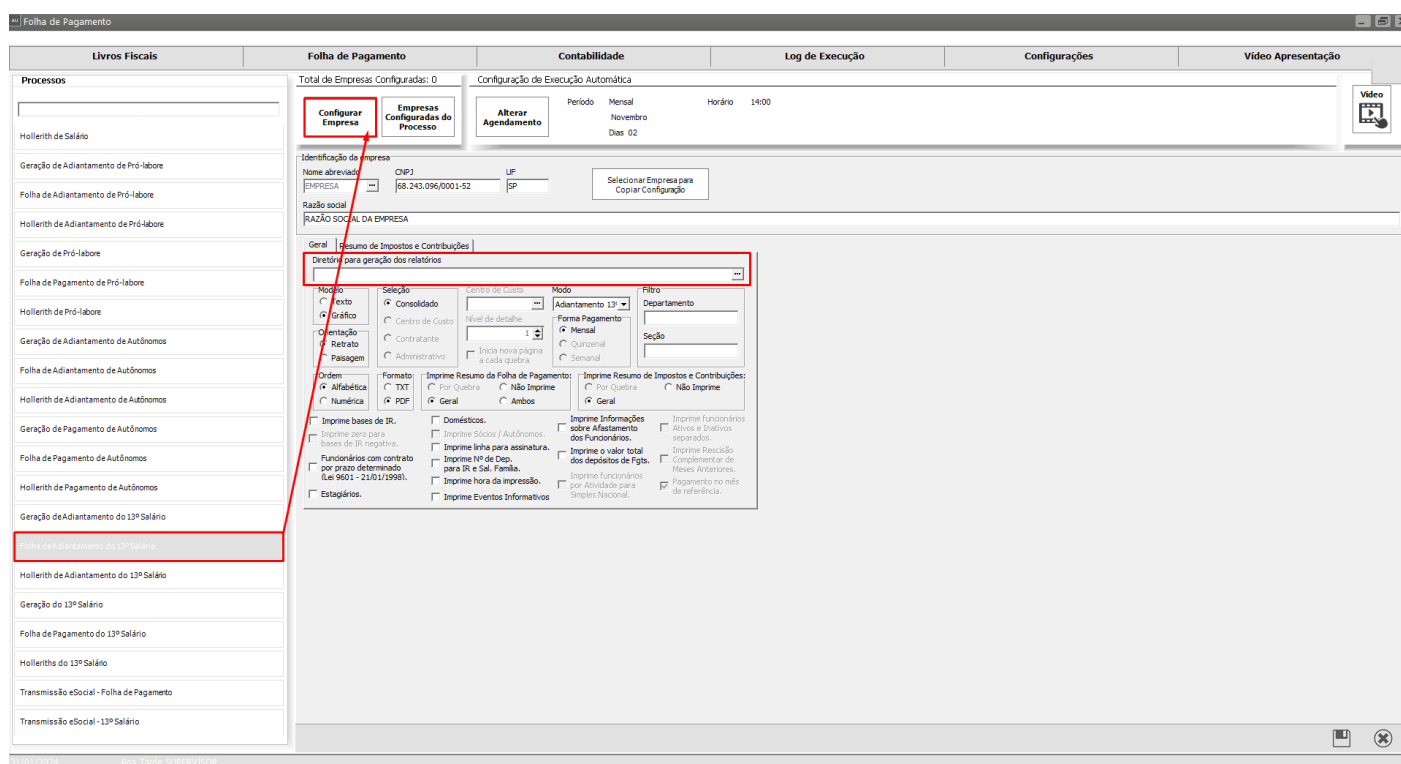 Folha de Pagamento
Livros Fiscais
Folha de Pagamento
Contabilidade
Log de Execução
Configurações
Vídeo Apresentação
Processos
Hollerith de Salário
Geração de Adiantamento de Pró-labore
Folha de Adiantamento de Pró-labore
Hollerith de Adiantamento de Pró-labore
Geração de Pró-labore
Folha de Pagamento de Pró-labore
Hollerith de Pró-labore
Geração de Adiantamento de Autônomos
Folha de Adiantamento de Autônomos
Hollerith de Adiantamento de Autônomos
Geração de Pagamento de Autônomos
Folha de Pagamento de Autônomos
Hollerith de Pagamento de Autônomos
Geração de Adiantamento do 13º Salário
Folha de Adiantamento do 13º Salário
Hollerith de Adiantamento do 13º Salário
Geração do 13º Salário
Folha de Pagamento do 13º Salário
Holleriths do 13º Salário
Transmissão eSocial - Folha de Pagamento
Transmissão eSocial - 13º Salário
Total de Empresas Configuradas: 0
Configurar
Empresa
Empresas
Configuradas do
Processo
Configuração de Execução Automática
Alterar
Agendamento
Período Mensal
Novembro
Dias 02
Horário 14:00
Vídeo
Identificação da empresa
Nome abreviado CNPJ UF
EMPRESA ... 68.243.096/0001-52 SP
Selecionar Empresa para
Copiar Configuração
Razão social
RAZÃO SOCIAL DA EMPRESA
Geral Resumo de Impostos e Contribuições
Diretório para geração dos relatórios
...
Modelo
Texto
Gráfico
Orientação
Retrato
Paisagem
Seleção
Consolidado
Centro de Custo
Contratante
Administrativo
Centro de Custo
...
Nível de detalhe
1
Inicia nova página
a cada quebra
Modo
Adiantamento 13º
Forma Pagamento
Mensal
Quinzenal
Semanal
Filtro
Departamento
Seção
Ordem
Alfabética
Numérica
Formato
TXT
PDF
Imprime Resumo da Folha de Pagamento:
Por Quebra Não Imprime
Geral Ambos
Imprime Resumo de Impostos e Contribuições:
Por Quebra Não Imprime
Geral
Imprime bases de IR.
Imprime zero para
bases de IR negativa.
Funcionários com contrato
por prazo determinado
(Lei 9601 - 21/01/1998).
Estagiários.
Domésticos.
Imprime Sócios / Autônomos.
Imprime linha para assinatura.
Imprime Nº de Dep.
para IR e Sal. Família.
Imprime hora da impressão.
Imprime Eventos Informativos
Imprime Informações
sobre Afastamento
dos Funcionários.
Imprime o valor total
dos depósitos de Fgts.
Imprime funcionários
por Atividade para
Simples Nacional.
Imprime funcionários
Ativos e Inativos
separados.
Imprime Rescisão
Complementar de
Meses Anteriores.
Pagamento no mês
de referência.
31/01/2024 Boa Tarde SUPERVISOR